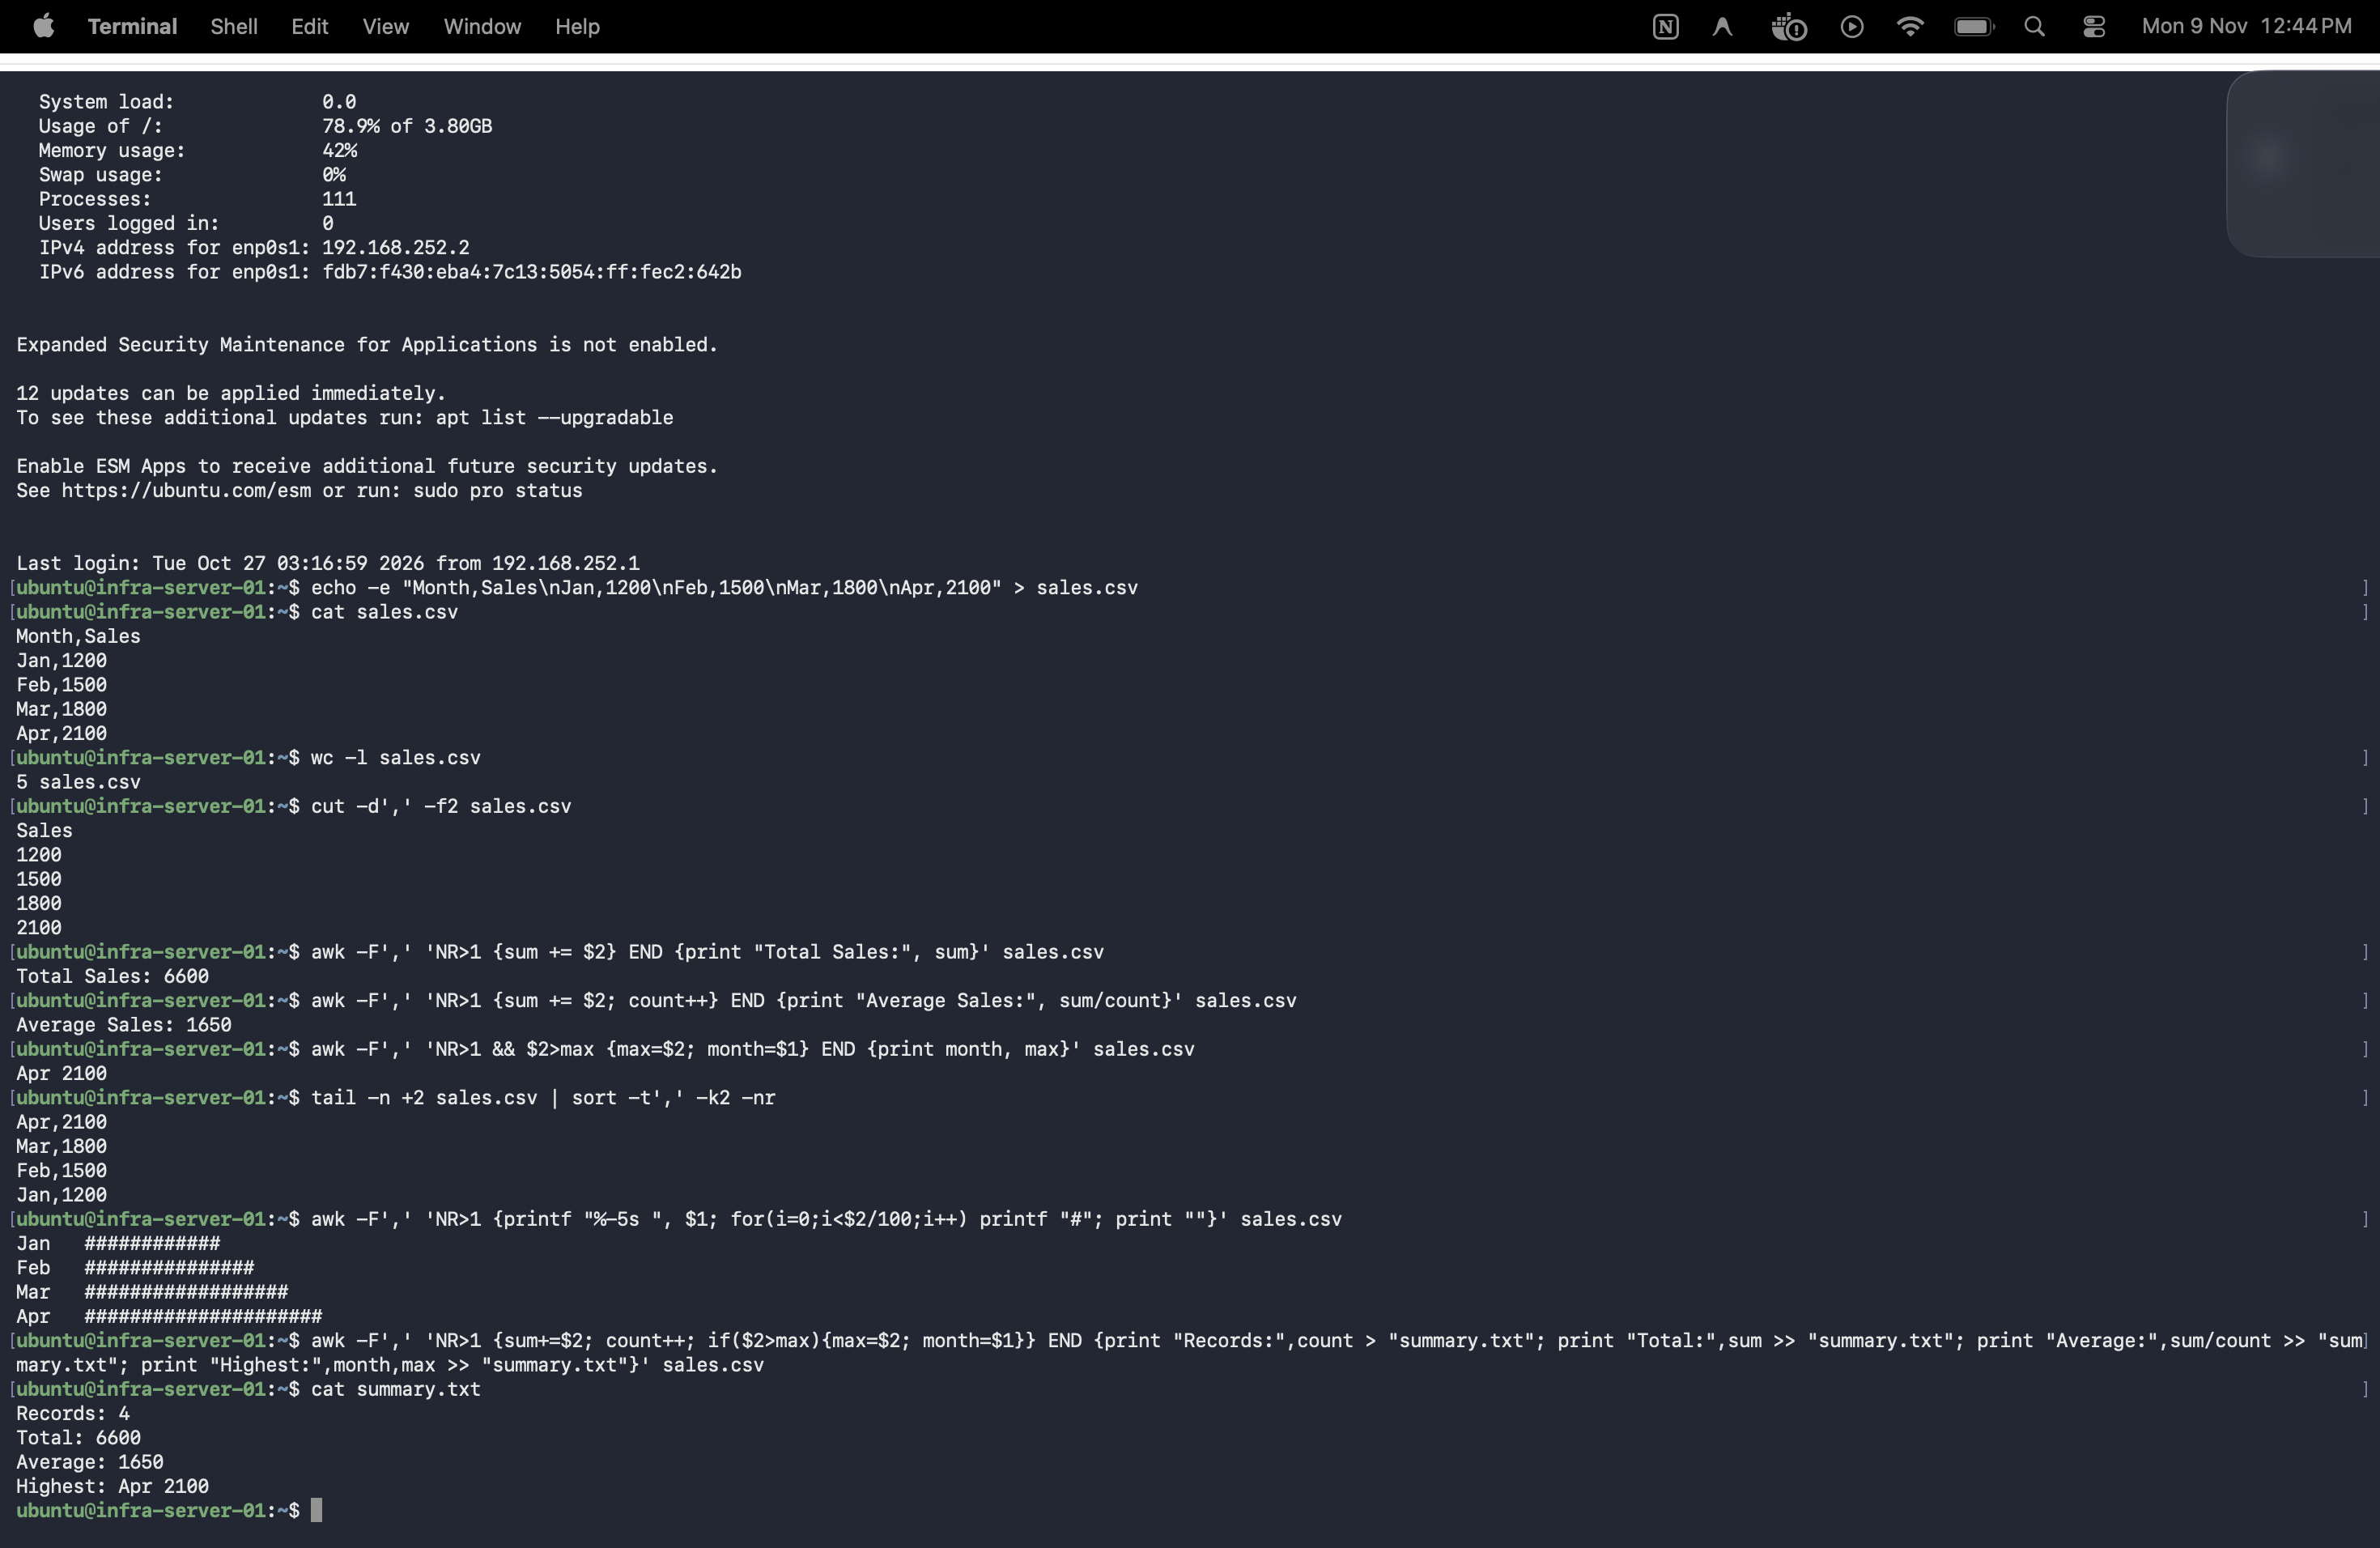 Terminal Shell Edit View Window Help Mon 9 Nov 12:44 PM
System load: 0.0
Usage of /: 78.9% of 3.80GB
Memory usage: 42%
Swap usage: 0%
Processes: 111
Users logged in: 0
IPv4 address for enp0s1: 192.168.252.2
IPv6 address for enp0s1: fdb7:f430:eba4:7c13:5054:ff:fec2:642b
Expanded Security Maintenance for Applications is not enabled.
12 updates can be applied immediately.
To see these additional updates run: apt list --upgradable
Enable ESM Apps to receive additional future security updates.
See https://ubuntu.com/esm or run: sudo pro status
Last login: Tue Oct 27 03:16:59 2026 from 192.168.252.1
[ubuntu@infra-server-01:~$ echo -e "Month,Sales\nJan,1200\nFeb,1500\nMar,1800\nApr,2100" > sales.csv ]
[ubuntu@infra-server-01:~$ cat sales.csv ]
Month,Sales
Jan,1200
Feb,1500
Mar,1800
Apr,2100
[ubuntu@infra-server-01:~$ wc -l sales.csv ]
5 sales.csv
[ubuntu@infra-server-01:~$ cut -d',' -f2 sales.csv ]
Sales
1200
1500
1800
2100
[ubuntu@infra-server-01:~$ awk -F',' 'NR>1 {sum += $2} END {print "Total Sales:", sum}' sales.csv ]
Total Sales: 6600
[ubuntu@infra-server-01:~$ awk -F',' 'NR>1 {sum += $2; count++} END {print "Average Sales:", sum/count}' sales.csv ]
Average Sales: 1650
[ubuntu@infra-server-01:~$ awk -F',' 'NR>1 && $2>max {max=$2; month=$1} END {print month, max}' sales.csv ]
Apr 2100
[ubuntu@infra-server-01:~$ tail -n +2 sales.csv | sort -t',' -k2 -nr ]
Apr,2100
Mar,1800
Feb,1500
Jan,1200
[ubuntu@infra-server-01:~$ awk -F',' 'NR>1 {printf "%-5s ", $1; for(i=0;i<$2/100;i++) printf "#"; print ""}' sales.csv ]
Jan ############
Feb ###############
Mar ##################
Apr #####################
[ubuntu@infra-server-01:~$ awk -F',' 'NR>1 {sum+=$2; count++; if($2>max){max=$2; month=$1}} END {print "Records:",count > "summary.txt"; print "Total:",sum >> "summary.txt"; print "Average:",sum/count >> "sum]
mary.txt"; print "Highest:",month,max >> "summary.txt"}' sales.csv
[ubuntu@infra-server-01:~$ cat summary.txt ]
Records: 4
Total: 6600
Average: 1650
Highest: Apr 2100
ubuntu@infra-server-01:~$